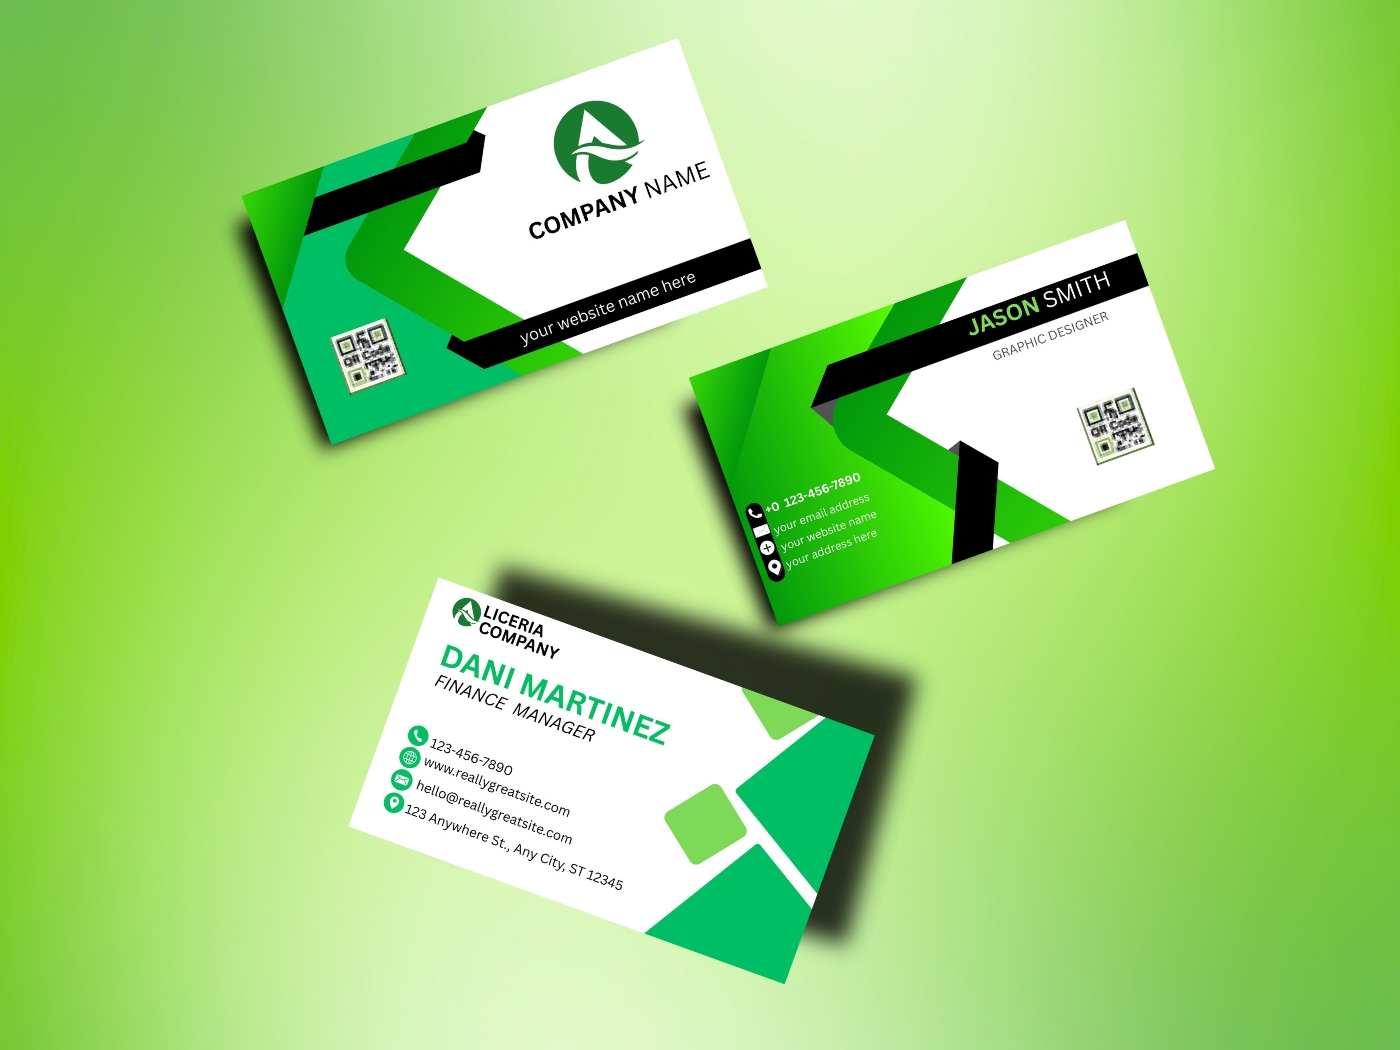 COMPANY NAME
your website name here
QR Code
JASON SMITH
GRAPHIC DESIGNER
QR Code
+0 123-456-7890
your email address
your website name
your address here
LICERIA
COMPANY
DANI MARTINEZ
FINANCE MANAGER
123-456-7890
www.reallygreatsite.com
hello@reallygreatsite.com
123 Anywhere St., Any City, ST 12345